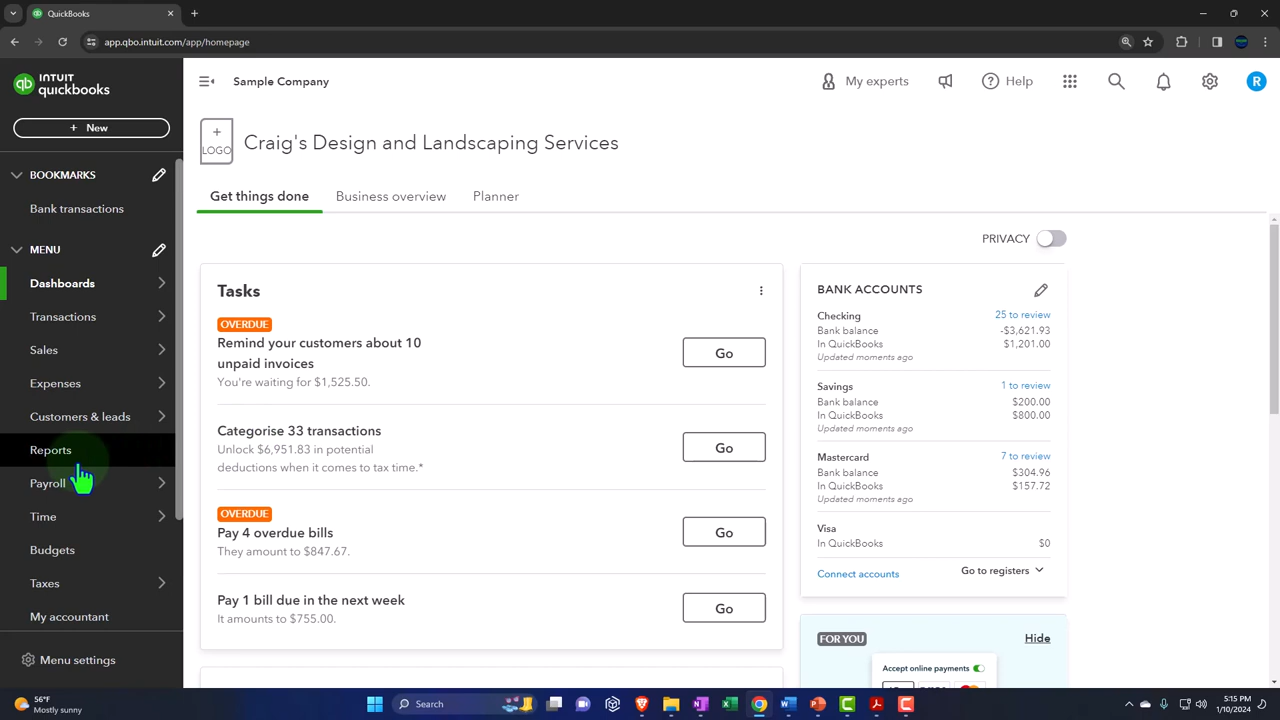 QuickBooks
app.qbo.intuit.com/app/homepage
INTUIT
quickbooks
+ New
BOOKMARKS
Bank transactions
MENU
Dashboards
Transactions
Sales
Expenses
Customers & leads
Reports
Payroll
Time
Budgets
Taxes
My accountant
Menu settings
Sample Company
My experts
Help
R
+
LOGO
Craig's Design and Landscaping Services
Get things done
Business overview
Planner
PRIVACY
Tasks
OVERDUE
Remind your customers about 10
unpaid invoices
You're waiting for $1,525.50.
Go
Categorise 33 transactions
Unlock $6,951.83 in potential
deductions when it comes to tax time.*
Go
OVERDUE
Pay 4 overdue bills
They amount to $847.67.
Go
Pay 1 bill due in the next week
It amounts to $755.00.
Go
BANK ACCOUNTS
Checking 25 to review
Bank balance -$3,621.93
In QuickBooks $1,201.00
Updated moments ago
Savings 1 to review
Bank balance $200.00
In QuickBooks $800.00
Updated moments ago
Mastercard 7 to review
Bank balance $304.96
In QuickBooks $157.72
Updated moments ago
Visa
In QuickBooks $0
Connect accounts Go to registers
FOR YOU Hide
Accept online payments
56°F
Mostly sunny
Search
5:15 PM
1/10/2024